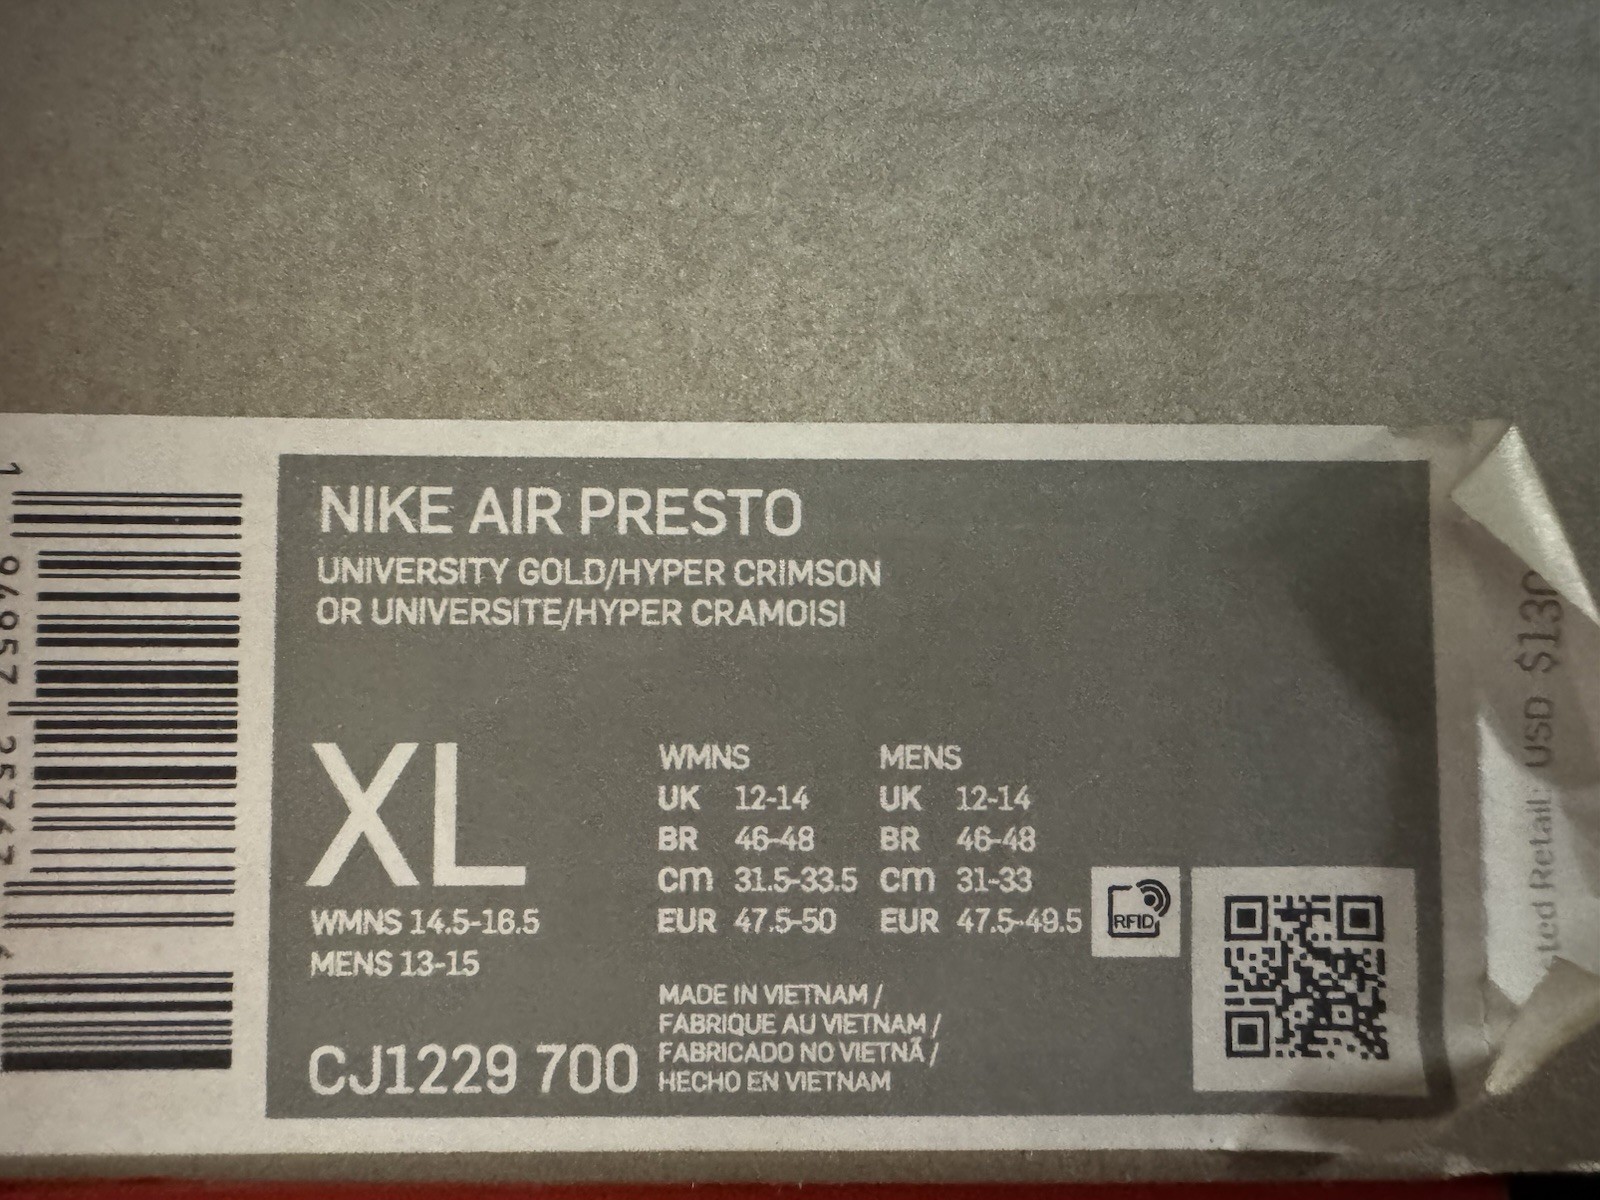 NIKE AIR PRESTO
UNIVERSITY GOLD/HYPER CRIMSON
OR UNIVERSITE/HYPER CRAMOISI
XL
WMNS 14.5-16.5
MENS 13-15
CJ1229 700
WMNS
UK 12-14
BR 46-48
cm 31.5-33.5
EUR 47.5-50
MENS
UK 12-14
BR 46-48
cm 31-33
EUR 47.5-49.5
MADE IN VIETNAM /
FABRIQUE AU VIETNAM /
FABRICADO NO VIETNÃ /
HECHO EN VIETNAM
RFID
Retail: USD $130